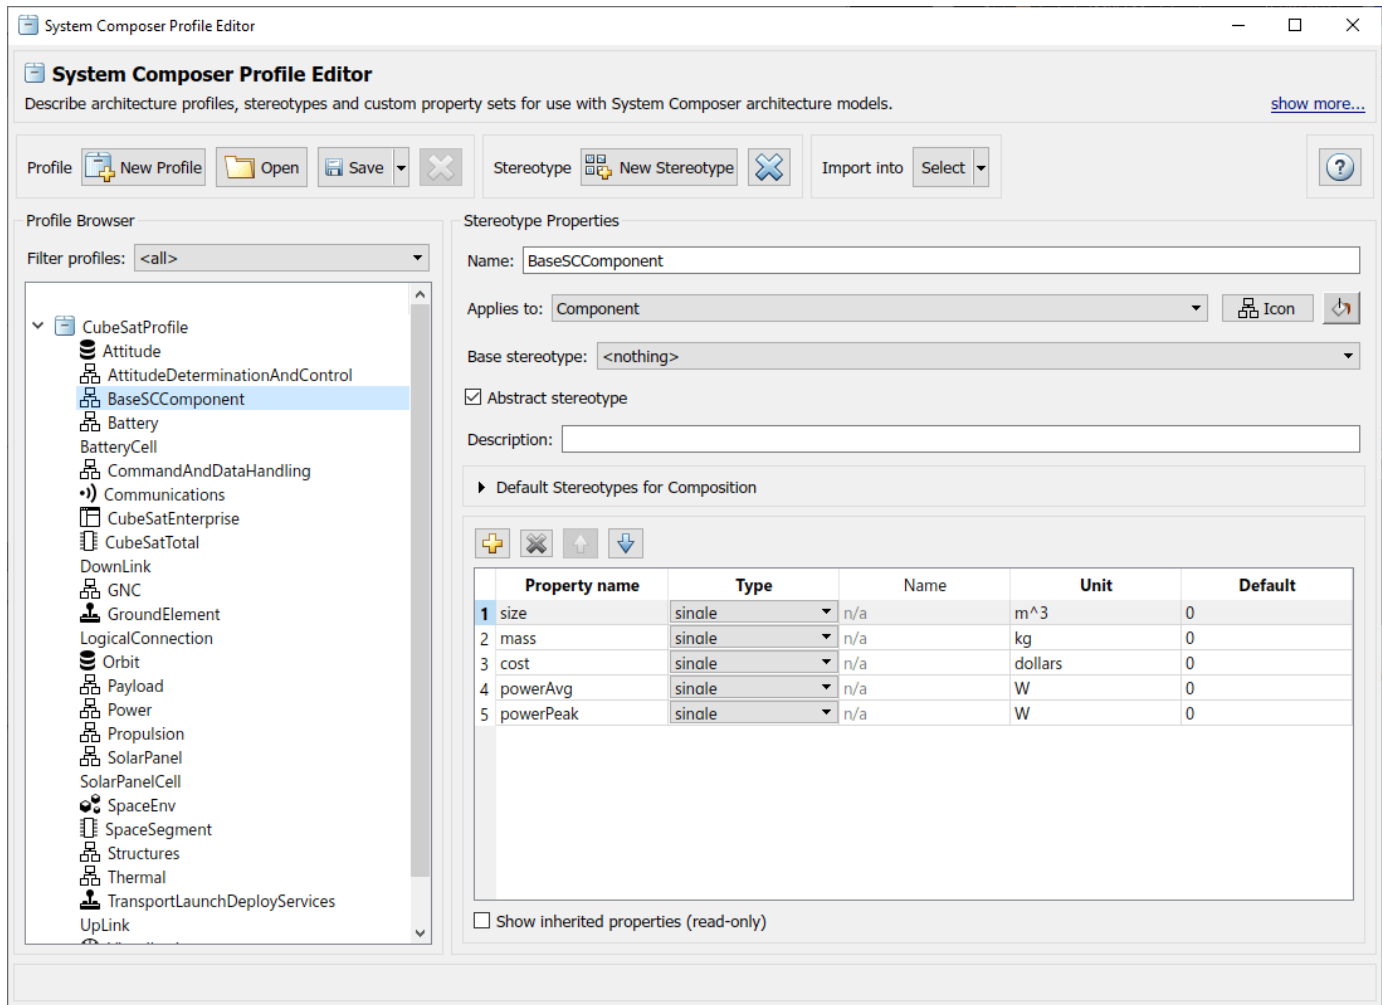 System Composer Profile Editor
System Composer Profile Editor
Describe architecture profiles, stereotypes and custom property sets for use with System Composer architecture models.
show more...
Profile New Profile Open Save Stereotype New Stereotype Import into Select ?
Profile Browser
Filter profiles: <all>
CubeSatProfile
Attitude
AttitudeDeterminationAndControl
BaseSCComponent
Battery
BatteryCell
CommandAndDataHandling
Communications
CubeSatEnterprise
CubeSatTotal
DownLink
GNC
GroundElement
LogicalConnection
Orbit
Payload
Power
Propulsion
SolarPanel
SolarPanelCell
SpaceEnv
SpaceSegment
Structures
Thermal
TransportLaunchDeployServices
UpLink
Stereotype Properties
Name: BaseSCComponent
Applies to: Component Icon
Base stereotype: <nothing>
Abstract stereotype
Description:
Default Stereotypes for Composition
Property name Type Name Unit Default
1 size single n/a m^3 0
2 mass single n/a kg 0
3 cost single n/a dollars 0
4 powerAvg single n/a W 0
5 powerPeak single n/a W 0
Show inherited properties (read-only)